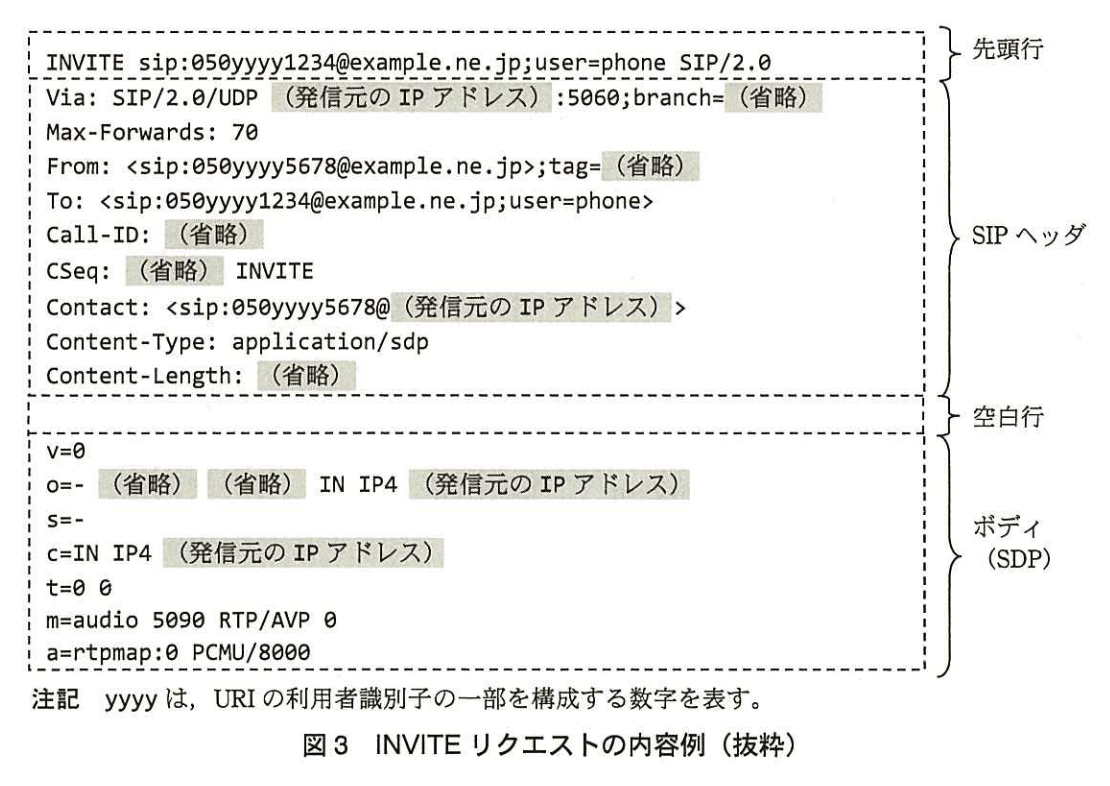 INVITE sip:050yyyy1234@example.ne.jp;user=phone SIP/2.0
先頭行
Via: SIP/2.0/UDP （発信元の IP アドレス）:5060;branch=（省略）
Max-Forwards: 70
From: <sip:050yyyy5678@example.ne.jp>;tag=（省略）
To: <sip:050yyyy1234@example.ne.jp;user=phone>
Call-ID: （省略）
SIP ヘッダ
CSeq: （省略） INVITE
Contact: <sip:050yyyy5678@（発信元の IP アドレス）>
Content-Type: application/sdp
Content-Length: （省略）
空白行
v=0
o=- （省略） （省略） IN IP4 （発信元の IP アドレス）
s=-
ボディ
（SDP）
c=IN IP4 （発信元の IP アドレス）
t=0 0
m=audio 5090 RTP/AVP 0
a=rtpmap:0 PCMU/8000
注記 yyyy は，URI の利用者識別子の一部を構成する数字を表す。
図 3 INVITE リクエストの内容例（抜粋）